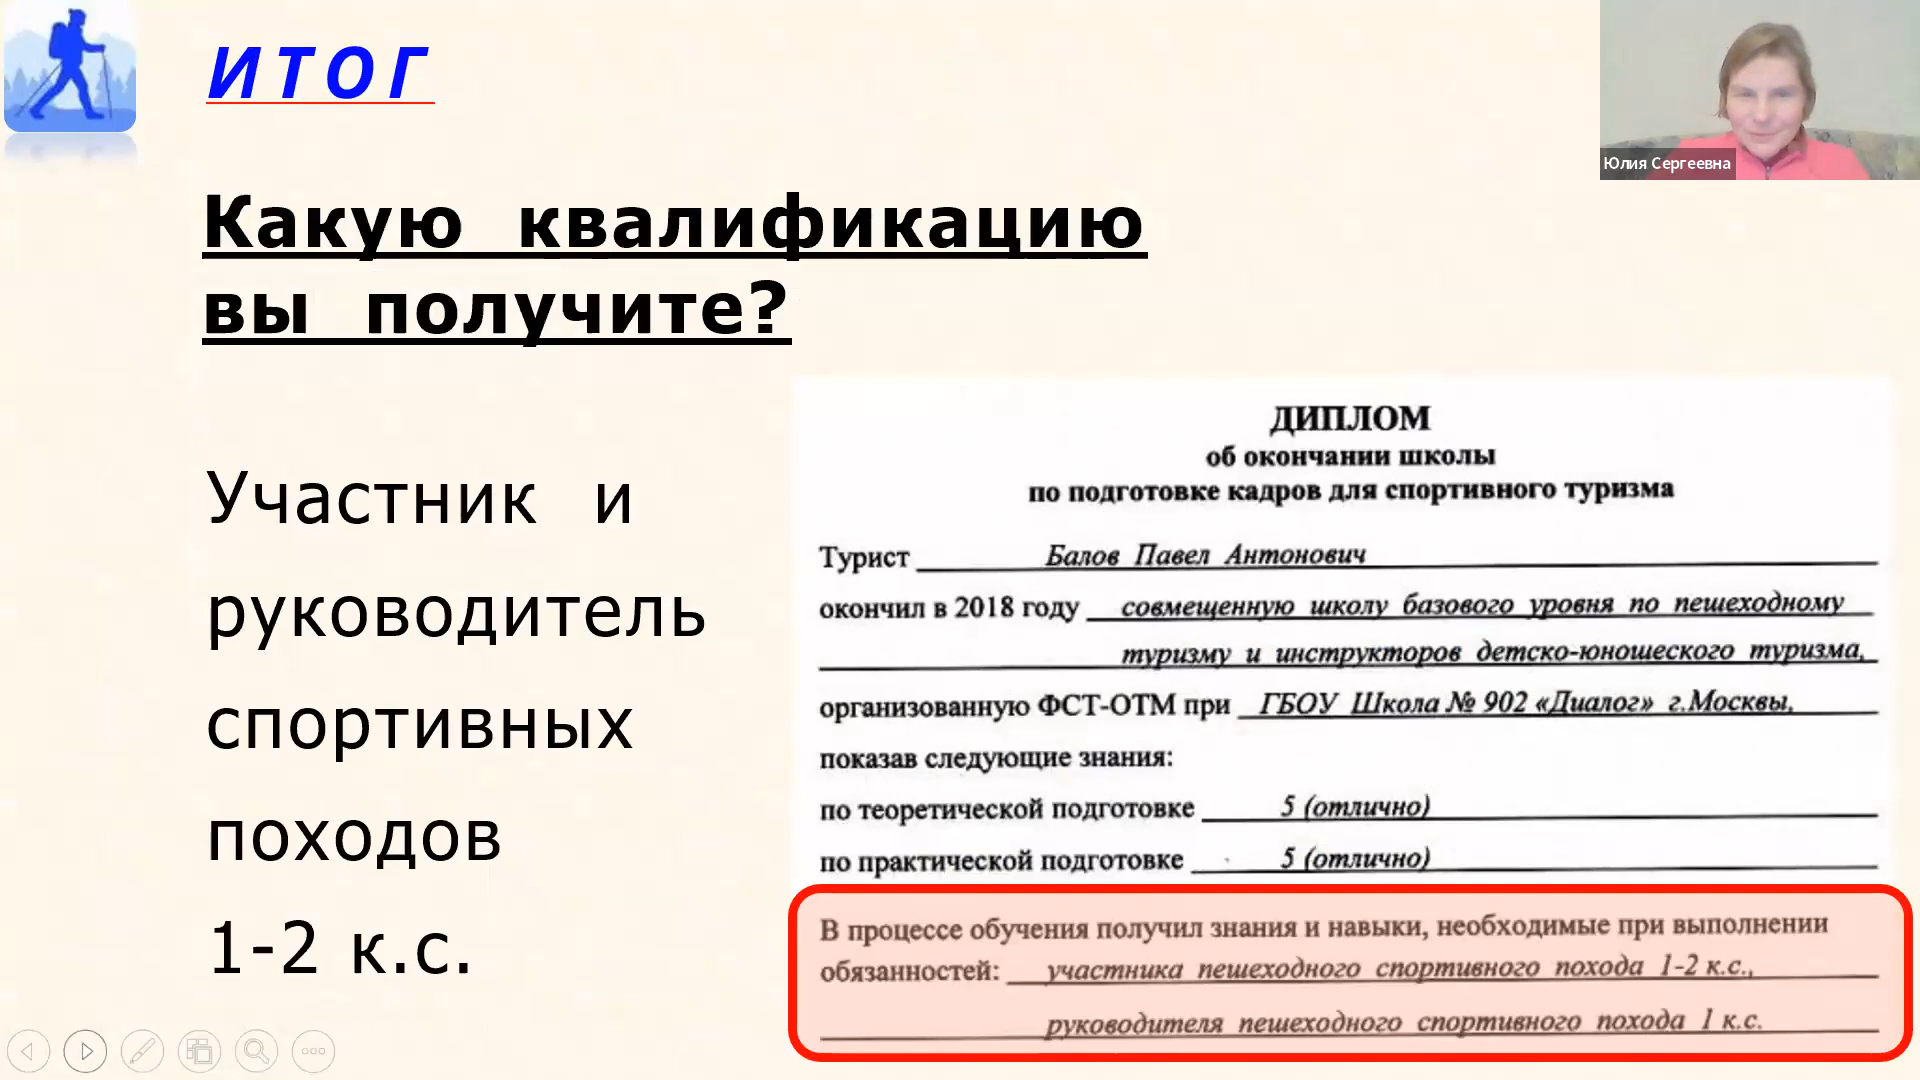 ИТОГ
Юлия Сергеевна
Какую квалификацию
вы получите?
Участник и
руководитель
спортивных
походов
1-2 к.с.
ДИПЛОМ
об окончании школы
по подготовке кадров для спортивного туризма
Турист Балов Павел Антонович
окончил в 2018 году совмещенную школу базового уровня по пешеходному
туризму и инструкторов детско-юношеского туризма,
организованную ФСТ-ОТМ при ГБОУ Школа № 902 «Диалог» г.Москвы,
показав следующие знания:
по теоретической подготовке 5 (отлично)
по практической подготовке 5 (отлично)
В процессе обучения получил знания и навыки, необходимые при выполнении
обязанностей: участника пешеходного спортивного похода 1-2 к.с.,
руководителя пешеходного спортивного похода 1 к.с.